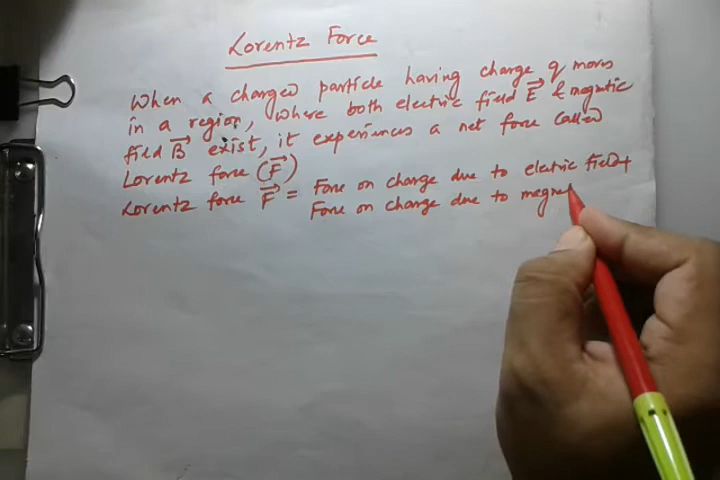 Lorentz Force
When a charged particle having charge q moves
in a region, where both electric field E⃗ & magnetic
field B⃗ exist, it experiences a net force called
Lorentz force (F⃗)
Lorentz force F⃗ = Force on charge due to electric field +
Force on charge due to magne